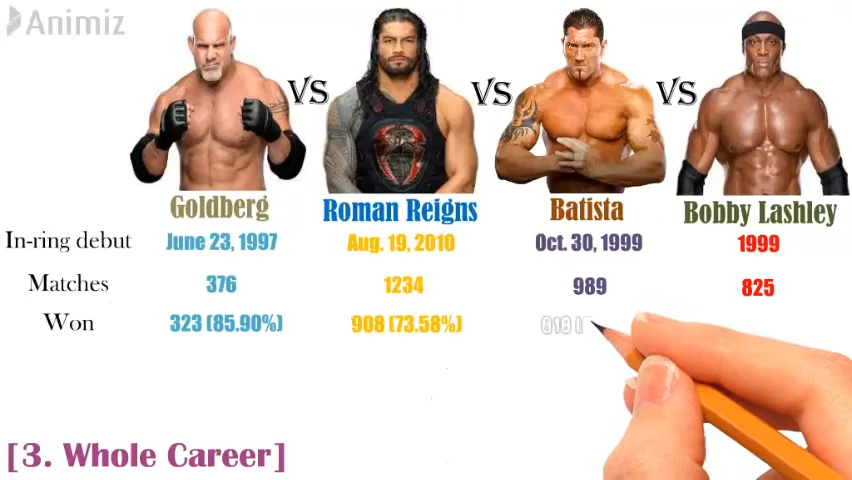 Animiz
VS VS VS
Goldberg Roman Reigns Batista Bobby Lashley
In-ring debut June 23, 1997 Aug. 19, 2010 Oct. 30, 1999 1999
Matches 376 1234 989 825
Won 323 (85.90%) 908 (73.58%)
[3. Whole Career]